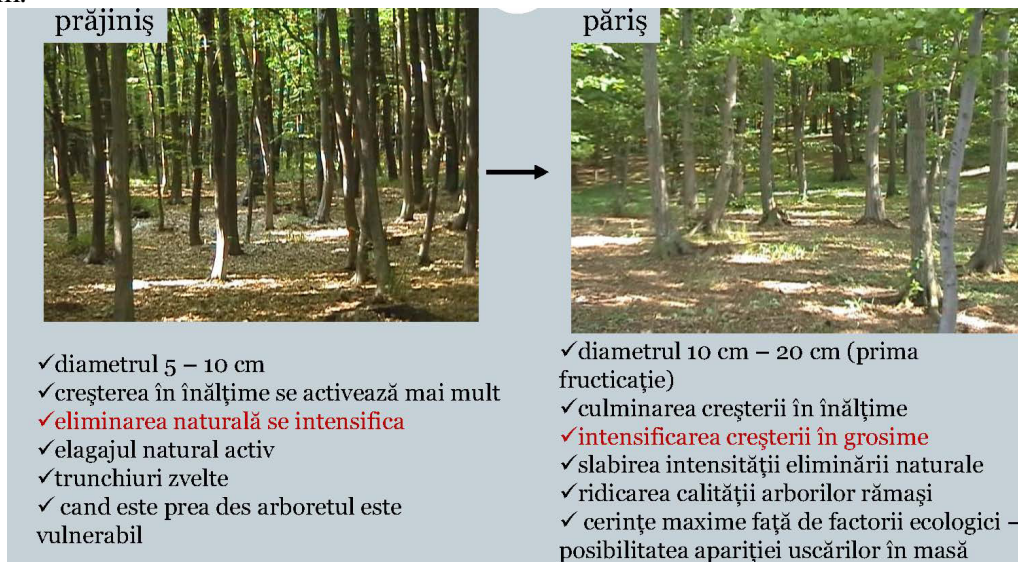 prăjiniş
păriş
✓diametrul 5 – 10 cm
✓creşterea în înălţime se activează mai mult
✓eliminarea naturală se intensifica
✓elagajul natural activ
✓trunchiuri zvelte
✓ cand este prea des arboretul este
vulnerabil
✓diametrul 10 cm – 20 cm (prima
fructicaţie)
✓culminarea creşterii în înălţime
✓intensificarea creşterii în grosime
✓slabirea intensităţii eliminării naturale
✓ridicarea calităţii arborilor rămaşi
✓ cerinţe maxime faţă de factorii ecologici –
posibilitatea apariţiei uscărilor în masă